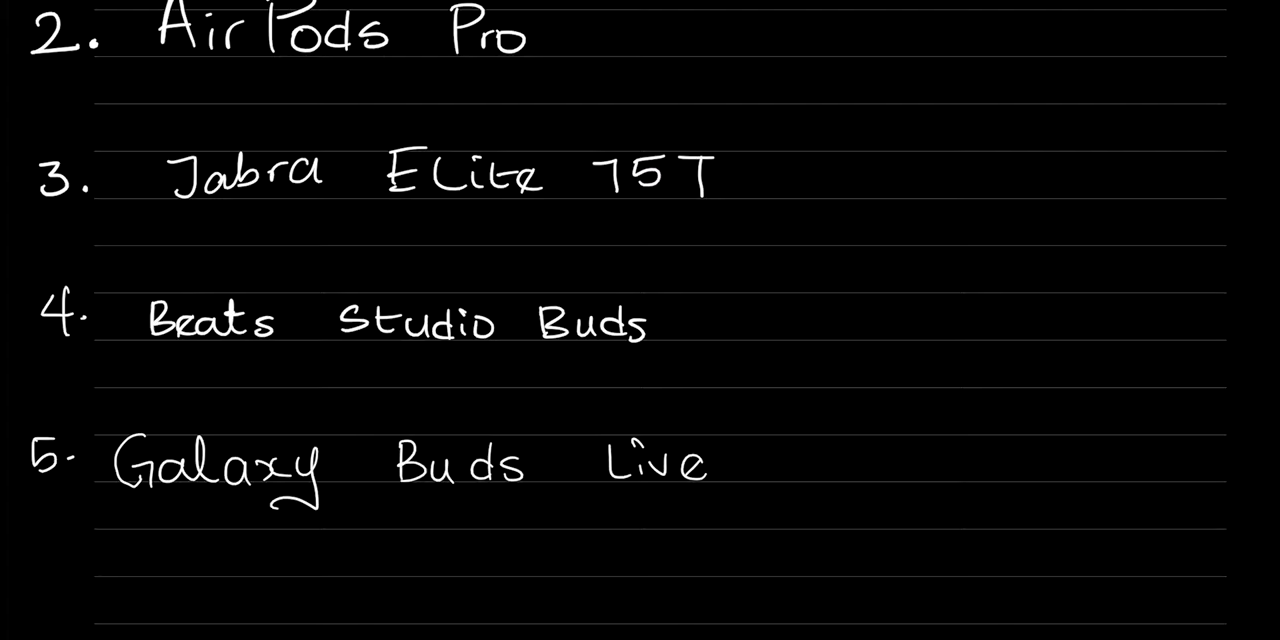 2. AirPods Pro
3. Jabra ELite 75T
4. Beats Studio Buds
5. Galaxy Buds Live